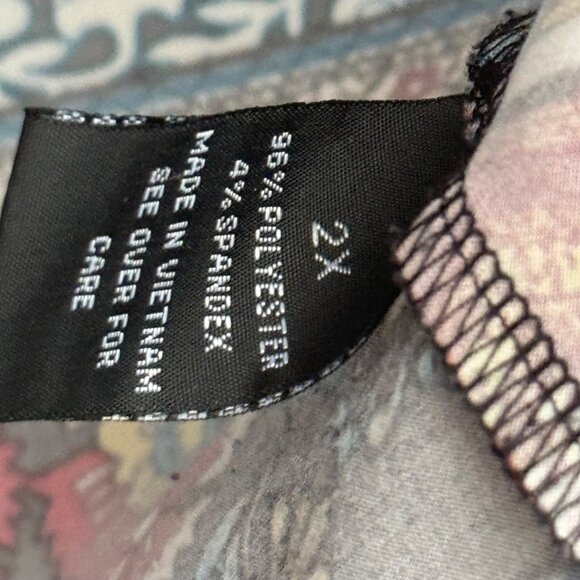 2X
96% POLYESTER
4% SPANDEX
MADE IN VIETNAM
SEE OVER FOR
CARE